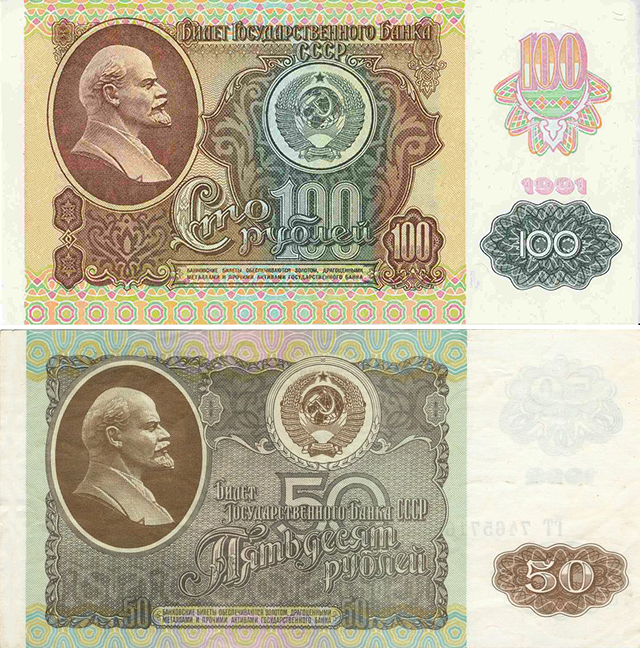 Билет Государственного Банка
СССР
100
1991
Сто 100
рублей
100
100
БАНКОВСКИЕ БИЛЕТЫ ОБЕСПЕЧИВАЮТСЯ ЗОЛОТОМ, ДРАГОЦЕННЫМИ
МЕТАЛЛАМИ И ПРОЧИМИ АКТИВАМИ ГОСУДАРСТВЕННОГО БАНКА
50
50
Билет
Государственного Банка СССР
Пятьдесят
рублей
50
50
50
БАНКОВСКИЕ БИЛЕТЫ ОБЕСПЕЧИВАЮТСЯ ЗОЛОТОМ, ДРАГОЦЕННЫМИ
МЕТАЛЛАМИ И ПРОЧИМИ АКТИВАМИ ГОСУДАРСТВЕННОГО БАНКА